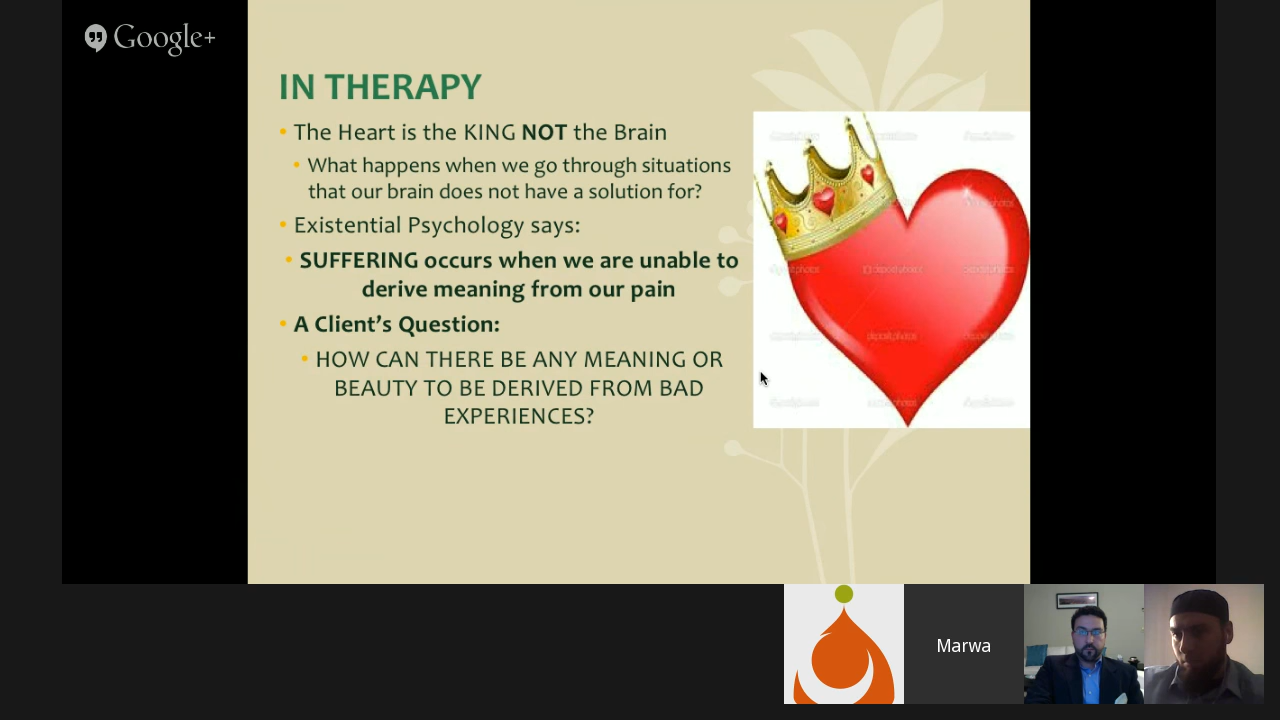 Google+
IN THERAPY
• The Heart is the KING NOT the Brain
• What happens when we go through situations
that our brain does not have a solution for?
• Existential Psychology says:
• SUFFERING occurs when we are unable to
derive meaning from our pain
• A Client's Question:
• HOW CAN THERE BE ANY MEANING OR
BEAUTY TO BE DERIVED FROM BAD
EXPERIENCES?
depositphotos
Marwa